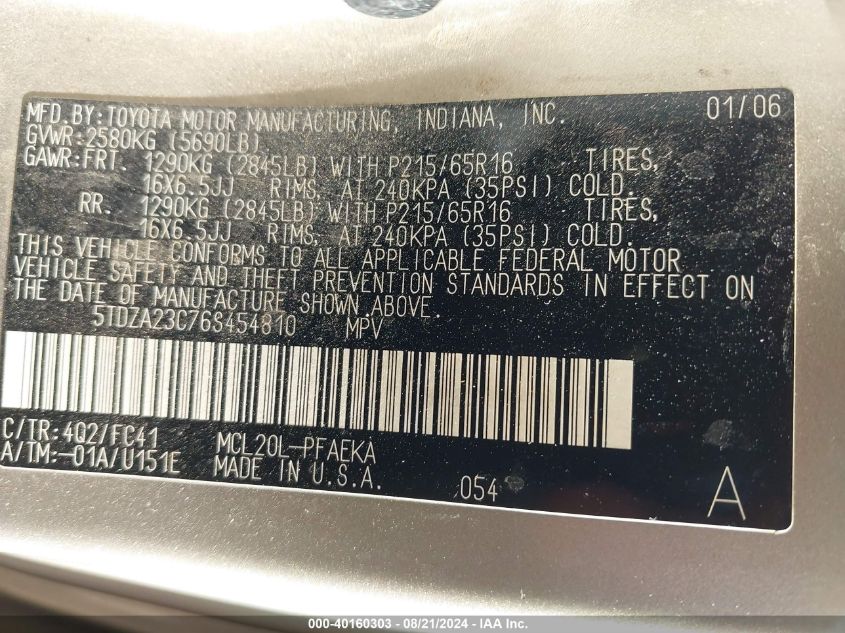 MFD.BY:TOYOTA MOTOR MANUFACTURING, INDIANA, INC. 01/06
GVWR:2580KG (5690LB)
GAWR:FRT. 1290KG (2845LB) WITH P215/65R16 TIRES,
16X6.5JJ RIMS, AT 240KPA (35PSI) COLD.
RR. 1290KG (2845LB) WITH P215/65R16 TIRES,
16X6.5JJ RIMS, AT 240KPA (35PSI) COLD.
THIS VEHICLE CONFORMS TO ALL APPLICABLE FEDERAL MOTOR
VEHICLE SAFETY AND THEFT PREVENTION STANDARDS IN EFFECT ON
THE DATE OF MANUFACTURE SHOWN ABOVE.
5TDZA23C76S454810 MPV
C/TR:4Q2/FC41 MCL20L-PFAEKA
A/TM:-01A/U151E MADE IN U.S.A.
054 A
000-40160303 - 08/21/2024 - IAA Inc.